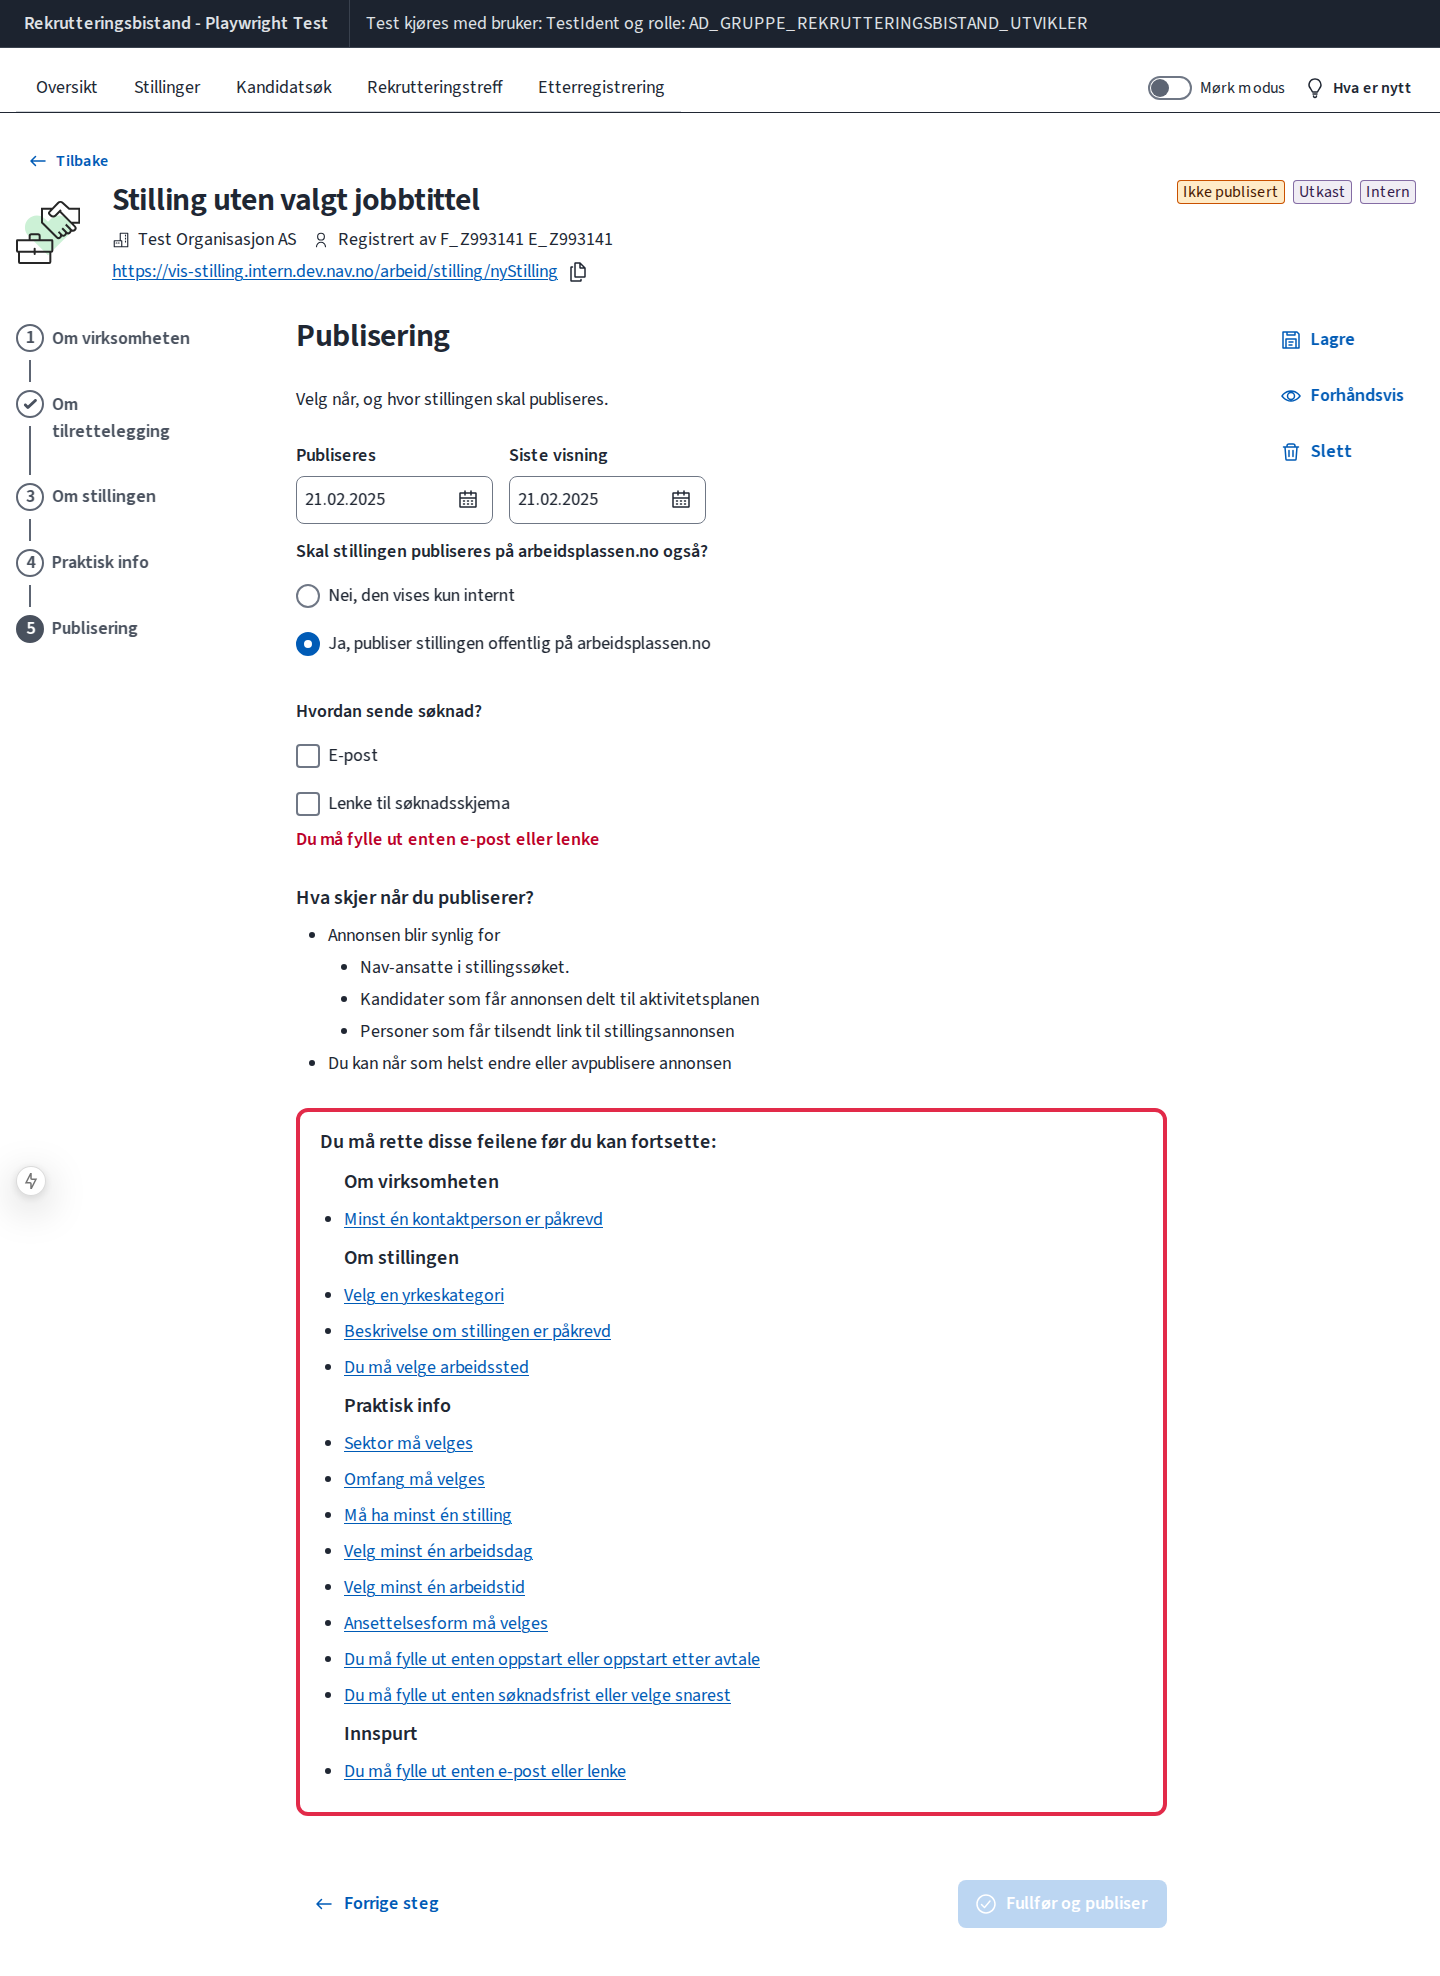 Rekrutteringsbistand - Playwright Test
Test kjøres med bruker: TestIdent og rolle: AD_GRUPPE_REKRUTTERINGSBISTAND_UTVIKLER
Oversikt
Stillinger
Kandidatsøk
Rekrutteringstreff
Etterregistrering
Mørk modus
Hva er nytt
Tilbake
Stilling uten valgt jobbtittel
Ikke publisert
Utkast
Intern
Test Organisasjon AS
Registrert av F_Z993141 E_Z993141
https://vis-stilling.intern.dev.nav.no/arbeid/stilling/nyStilling
1 Om virksomheten
Om
tilrettelegging
3 Om stillingen
4 Praktisk info
5 Publisering
Publisering
Velg når, og hvor stillingen skal publiseres.
Publiseres
Siste visning
21.02.2025
21.02.2025
Skal stillingen publiseres på arbeidsplassen.no også?
Nei, den vises kun internt
Ja, publiser stillingen offentlig på arbeidsplassen.no
Hvordan sende søknad?
E-post
Lenke til søknadsskjema
Du må fylle ut enten e-post eller lenke
Hva skjer når du publiserer?
Annonsen blir synlig for
Nav-ansatte i stillingssøket.
Kandidater som får annonsen delt til aktivitetsplanen
Personer som får tilsendt link til stillingsannonsen
Du kan når som helst endre eller avpublisere annonsen
Lagre
Forhåndsvis
Slett
Du må rette disse feilene før du kan fortsette:
Om virksomheten
Minst én kontaktperson er påkrevd
Om stillingen
Velg en yrkeskategori
Beskrivelse om stillingen er påkrevd
Du må velge arbeidssted
Praktisk info
Sektor må velges
Omfang må velges
Må ha minst én stilling
Velg minst én arbeidsdag
Velg minst én arbeidstid
Ansettelsesform må velges
Du må fylle ut enten oppstart eller oppstart etter avtale
Du må fylle ut enten søknadsfrist eller velge snarest
Innspurt
Du må fylle ut enten e-post eller lenke
Forrige steg
Fullfør og publiser